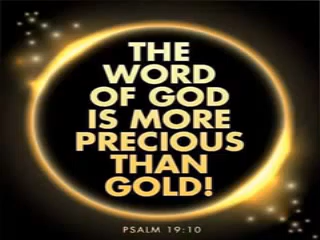 THE
WORD
OF GOD
IS MORE
PRECIOUS
THAN
GOLD!
PSALM 19:10